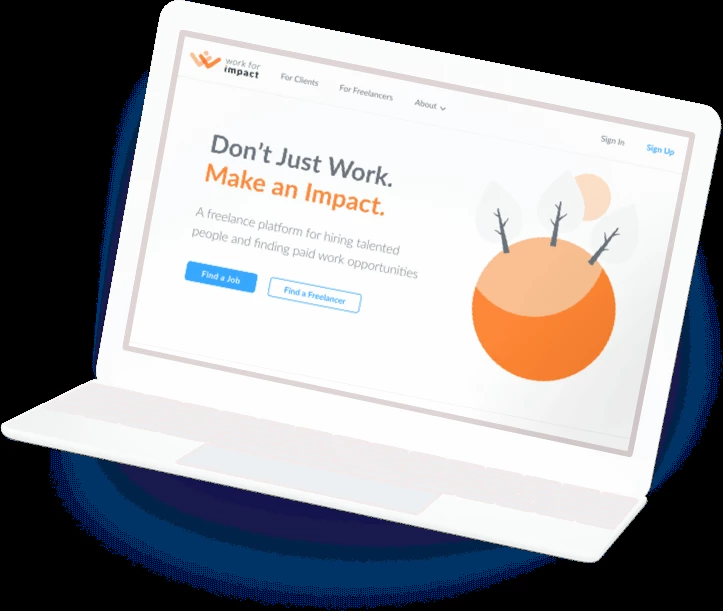 work for
impact
For Clients
For Freelancers
About
Sign In
Sign Up
Don't Just Work.
Make an Impact.
A freelance platform for hiring talented
people and finding paid work opportunities
Find a Job
Find a Freelancer